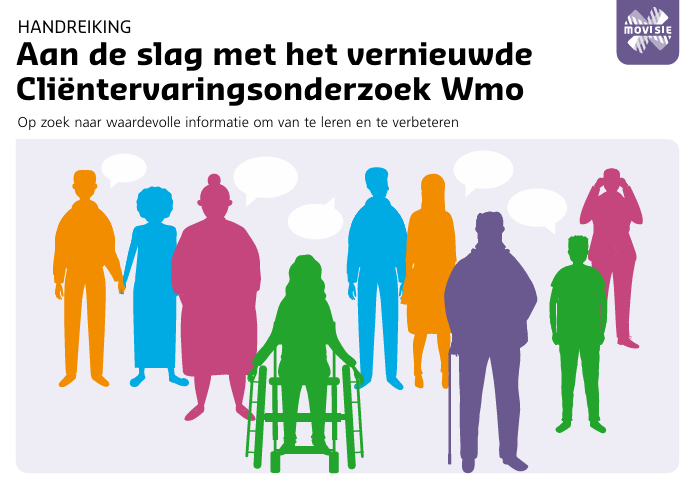 HANDREIKING
Aan de slag met het vernieuwde
Cliëntervaringsonderzoek Wmo
Op zoek naar waardevolle informatie om van te leren en te verbeteren
MOVISIE